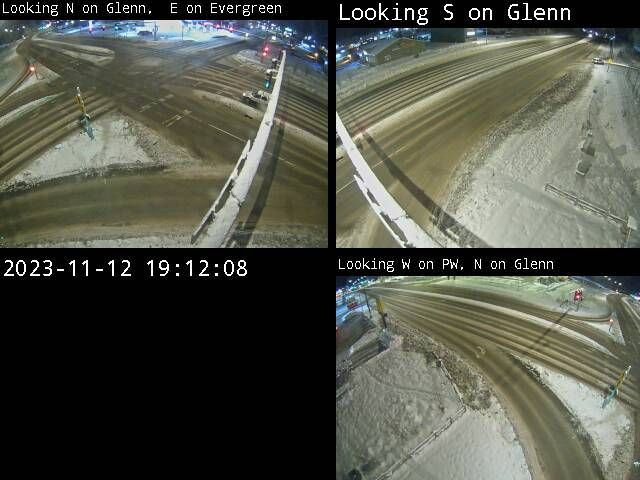 Looking N on Glenn,  E on Evergreen
Looking S on Glenn
2023-11-12 19:12:08
Looking W on PW, N on Glenn